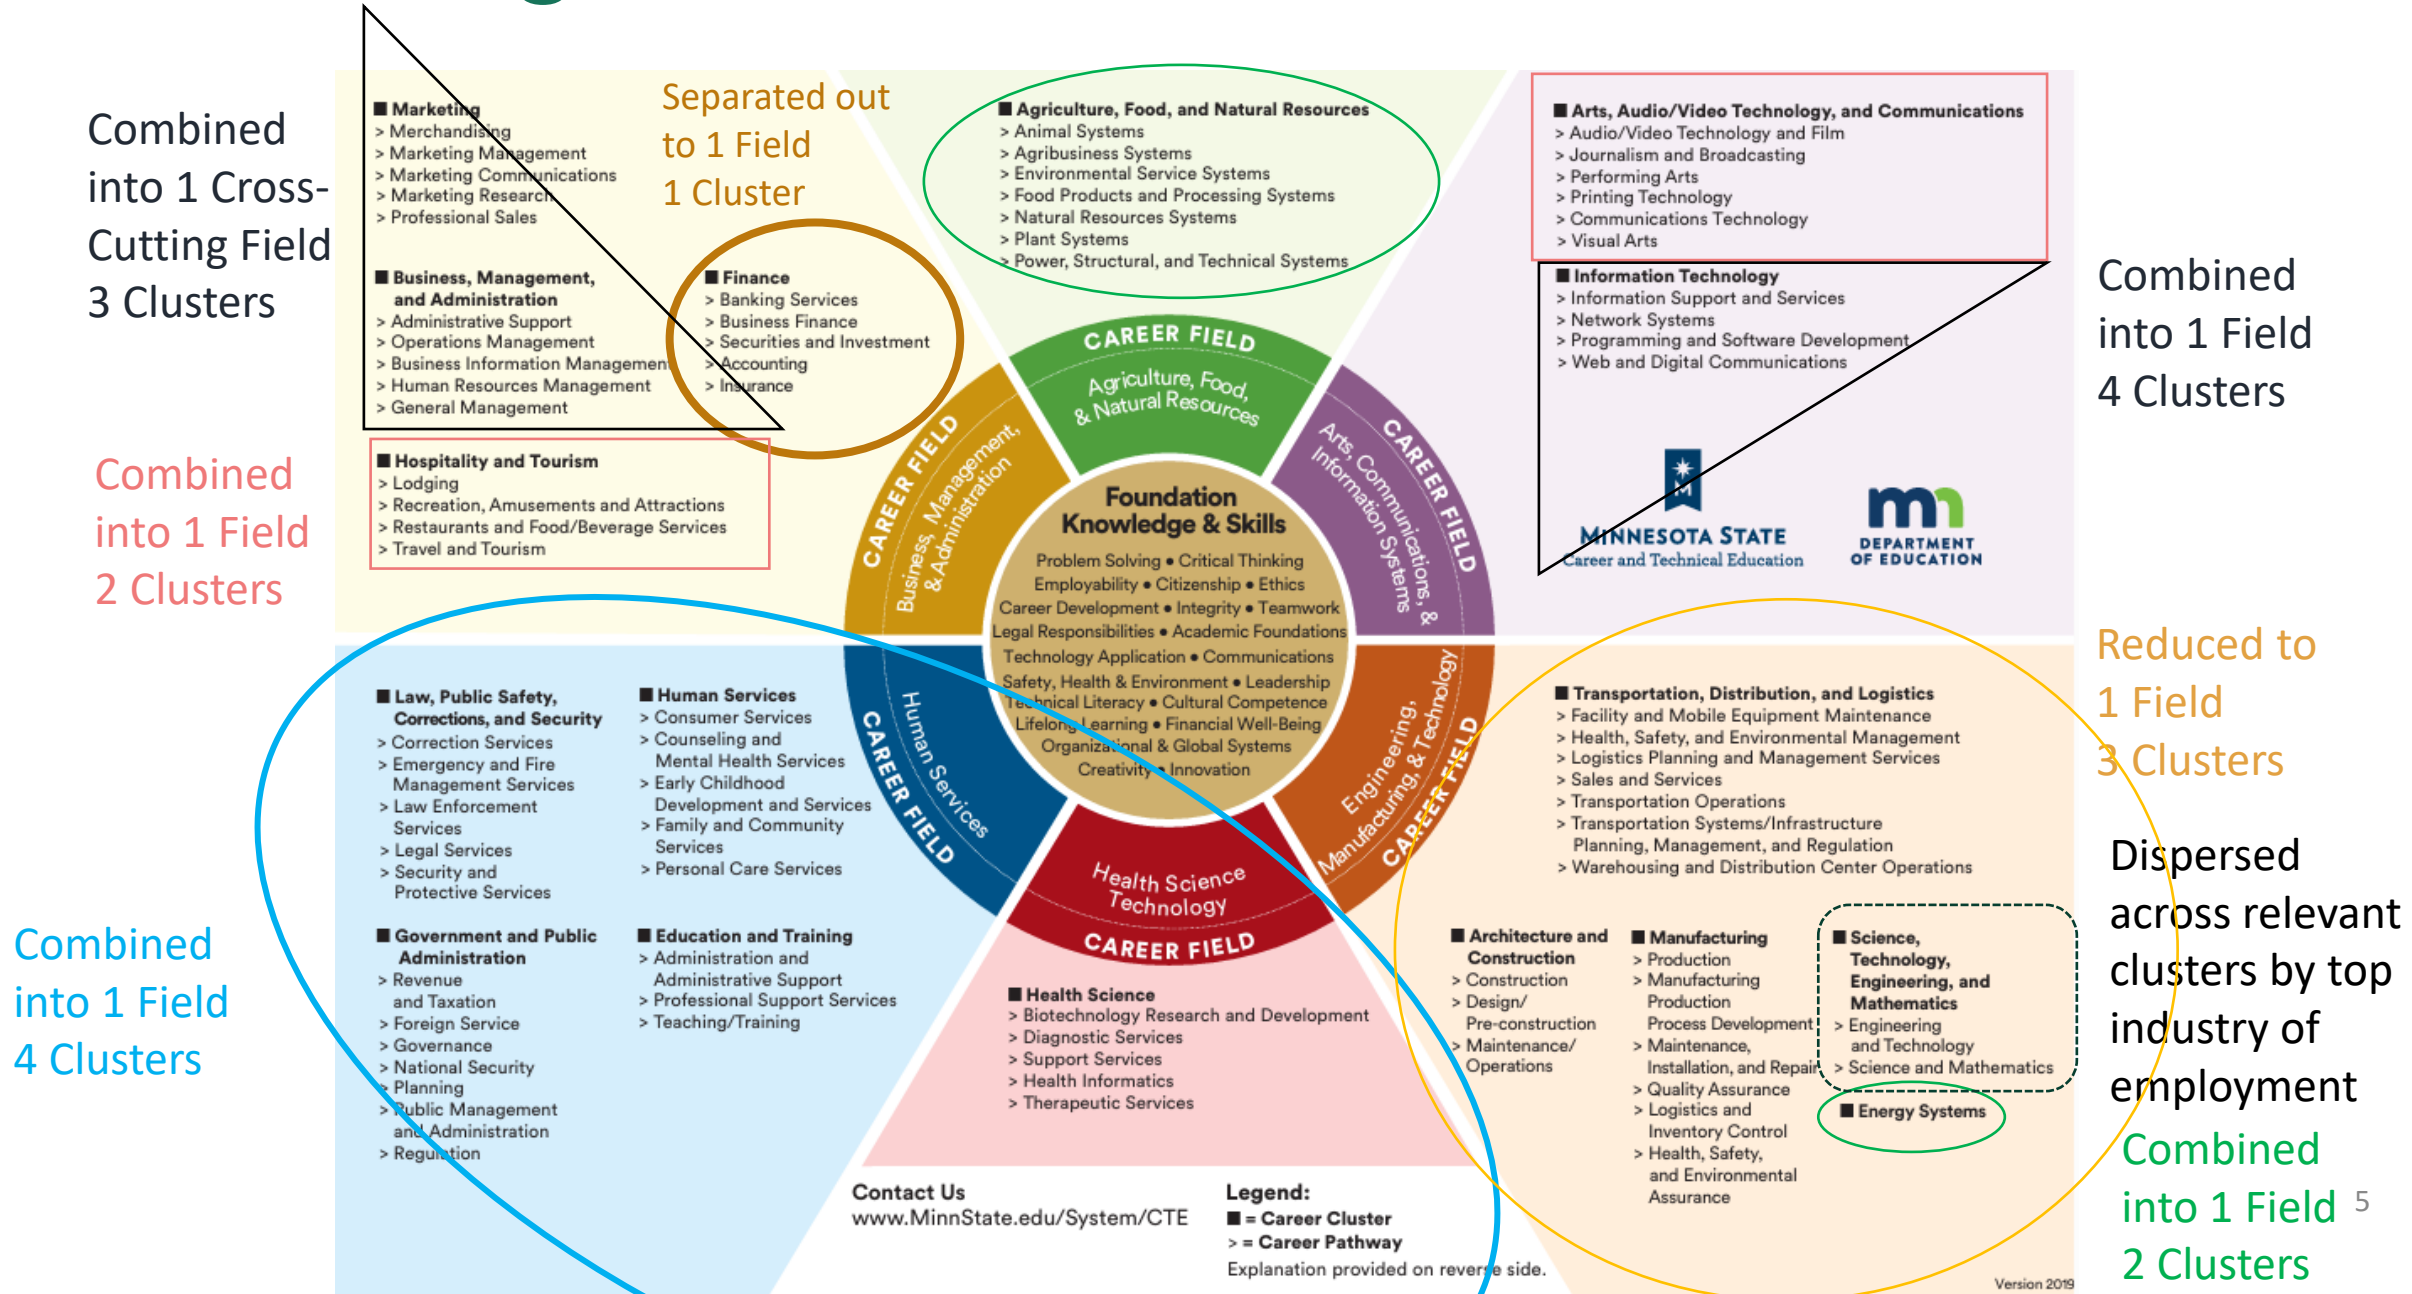 Combined
into 1 Cross-
Cutting Field
3 Clusters
Combined
into 1 Field
2 Clusters
Combined
into 1 Field
4 Clusters
■ Marketing
> Merchandising
> Marketing Management
> Marketing Communications
> Marketing Research
> Professional Sales
■ Business, Management,
and Administration
> Administrative Support
> Operations Management
> Business Information Management
> Human Resources Management
> General Management
Separated out
to 1 Field
1 Cluster
■ Finance
> Banking Services
> Business Finance
> Securities and Investment
> Accounting
> Insurance
■ Hospitality and Tourism
> Lodging
> Recreation, Amusements and Attractions
> Restaurants and Food/Beverage Services
> Travel and Tourism
■ Agriculture, Food, and Natural Resources
> Animal Systems
> Agribusiness Systems
> Environmental Service Systems
> Food Products and Processing Systems
> Natural Resources Systems
> Plant Systems
> Power, Structural, and Technical Systems
■ Arts, Audio/Video Technology, and Communications
> Audio/Video Technology and Film
> Journalism and Broadcasting
> Performing Arts
> Printing Technology
> Communications Technology
> Visual Arts
■ Information Technology
> Information Support and Services
> Network Systems
> Programming and Software Development
> Web and Digital Communications
M
MINNESOTA STATE
Career and Technical Education
mn
DEPARTMENT
OF EDUCATION
Combined
into 1 Field
4 Clusters
CAREER FIELD
Agriculture, Food,
& Natural Resources
CAREER FIELD
Business, Management,
& Administration
CAREER FIELD
Arts, Communications, &
Information Systems
Foundation
Knowledge & Skills
Problem Solving • Critical Thinking
Employability • Citizenship • Ethics
Career Development • Integrity • Teamwork
Legal Responsibilities • Academic Foundations
Technology Application • Communications
Safety, Health & Environment • Leadership
Technical Literacy • Cultural Competence
Lifelong Learning • Financial Well-Being
Organizational & Global Systems
Creativity • Innovation
CAREER FIELD
Human Services
CAREER FIELD
Health Science
Technology
CAREER FIELD
Engineering,
Manufacturing, & Technology
■ Law, Public Safety,
Corrections, and Security
> Correction Services
> Emergency and Fire
Management Services
> Law Enforcement
Services
> Legal Services
> Security and
Protective Services
■ Human Services
> Consumer Services
> Counseling and
Mental Health Services
> Early Childhood
Development and Services
> Family and Community
Services
> Personal Care Services
■ Government and Public
Administration
> Revenue
and Taxation
> Foreign Service
> Governance
> National Security
> Planning
> Public Management
and Administration
> Regulation
■ Education and Training
> Administration and
Administrative Support
> Professional Support Services
> Teaching/Training
■ Health Science
> Biotechnology Research and Development
> Diagnostic Services
> Support Services
> Health Informatics
> Therapeutic Services
■ Transportation, Distribution, and Logistics
> Facility and Mobile Equipment Maintenance
> Health, Safety, and Environmental Management
> Logistics Planning and Management Services
> Sales and Services
> Transportation Operations
> Transportation Systems/Infrastructure
Planning, Management, and Regulation
> Warehousing and Distribution Center Operations
■ Architecture and
Construction
> Construction
> Design/
Pre-construction
> Maintenance/
Operations
■ Manufacturing
> Production
> Manufacturing
Production
Process Development
> Maintenance,
Installation, and Repair
> Quality Assurance
> Logistics and
Inventory Control
> Health, Safety,
and Environmental
Assurance
■ Science,
Technology,
Engineering, and
Mathematics
> Engineering
and Technology
> Science and Mathematics
■ Energy Systems
Reduced to
1 Field
3 Clusters
Dispersed
across relevant
clusters by top
industry of
employment
Combined
into 1 Field
2 Clusters
5
Contact Us
www.MinnState.edu/System/CTE
Legend:
■ = Career Cluster
> = Career Pathway
Explanation provided on reverse side.
Version 2019